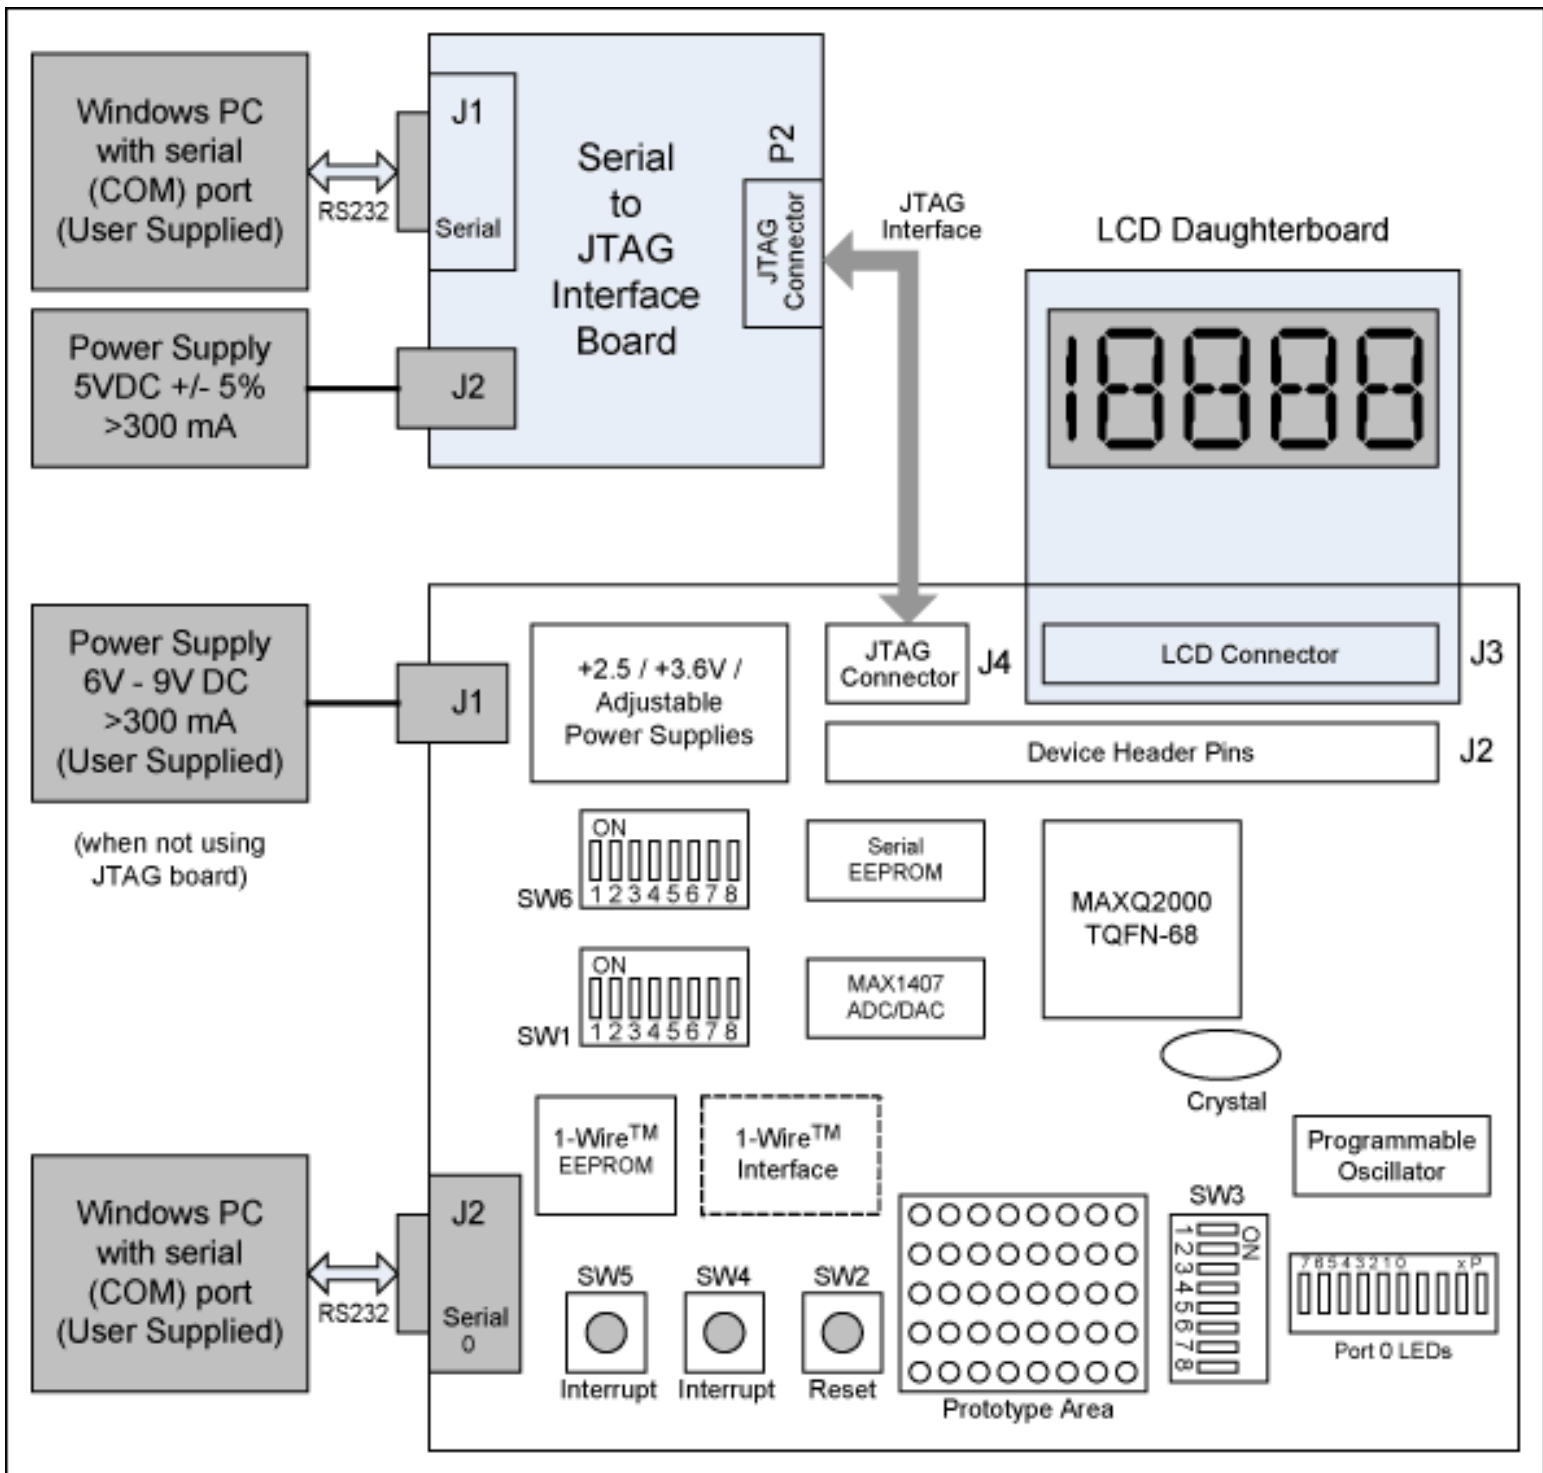 Windows PC
with serial
(COM) port
(User Supplied)
RS232
J1
Serial
Serial
to
JTAG
Interface
Board
P2
JTAG
Connector
JTAG
Interface
LCD Daughterboard
Power Supply
5VDC +/- 5%
>300 mA
J2
Power Supply
6V - 9V DC
>300 mA
(User Supplied)
(when not using
JTAG board)
J1
+2.5 / +3.6V /
Adjustable
Power Supplies
JTAG
Connector
J4
LCD Connector
J3
Device Header Pins
J2
ON
1 2 3 4 5 6 7 8
SW6
Serial
EEPROM
MAXQ2000
TQFN-68
ON
1 2 3 4 5 6 7 8
SW1
MAX1407
ADC/DAC
Crystal
1-Wire™
EEPROM
1-Wire™
Interface
Programmable
Oscillator
Windows PC
with serial
(COM) port
(User Supplied)
RS232
J2
Serial
0
SW5
Interrupt
SW4
Interrupt
SW2
Reset
Prototype Area
SW3
ON
1 2 3 4 5 6 7 8
7 6 5 4 3 2 1 0 x P
Port 0 LEDs